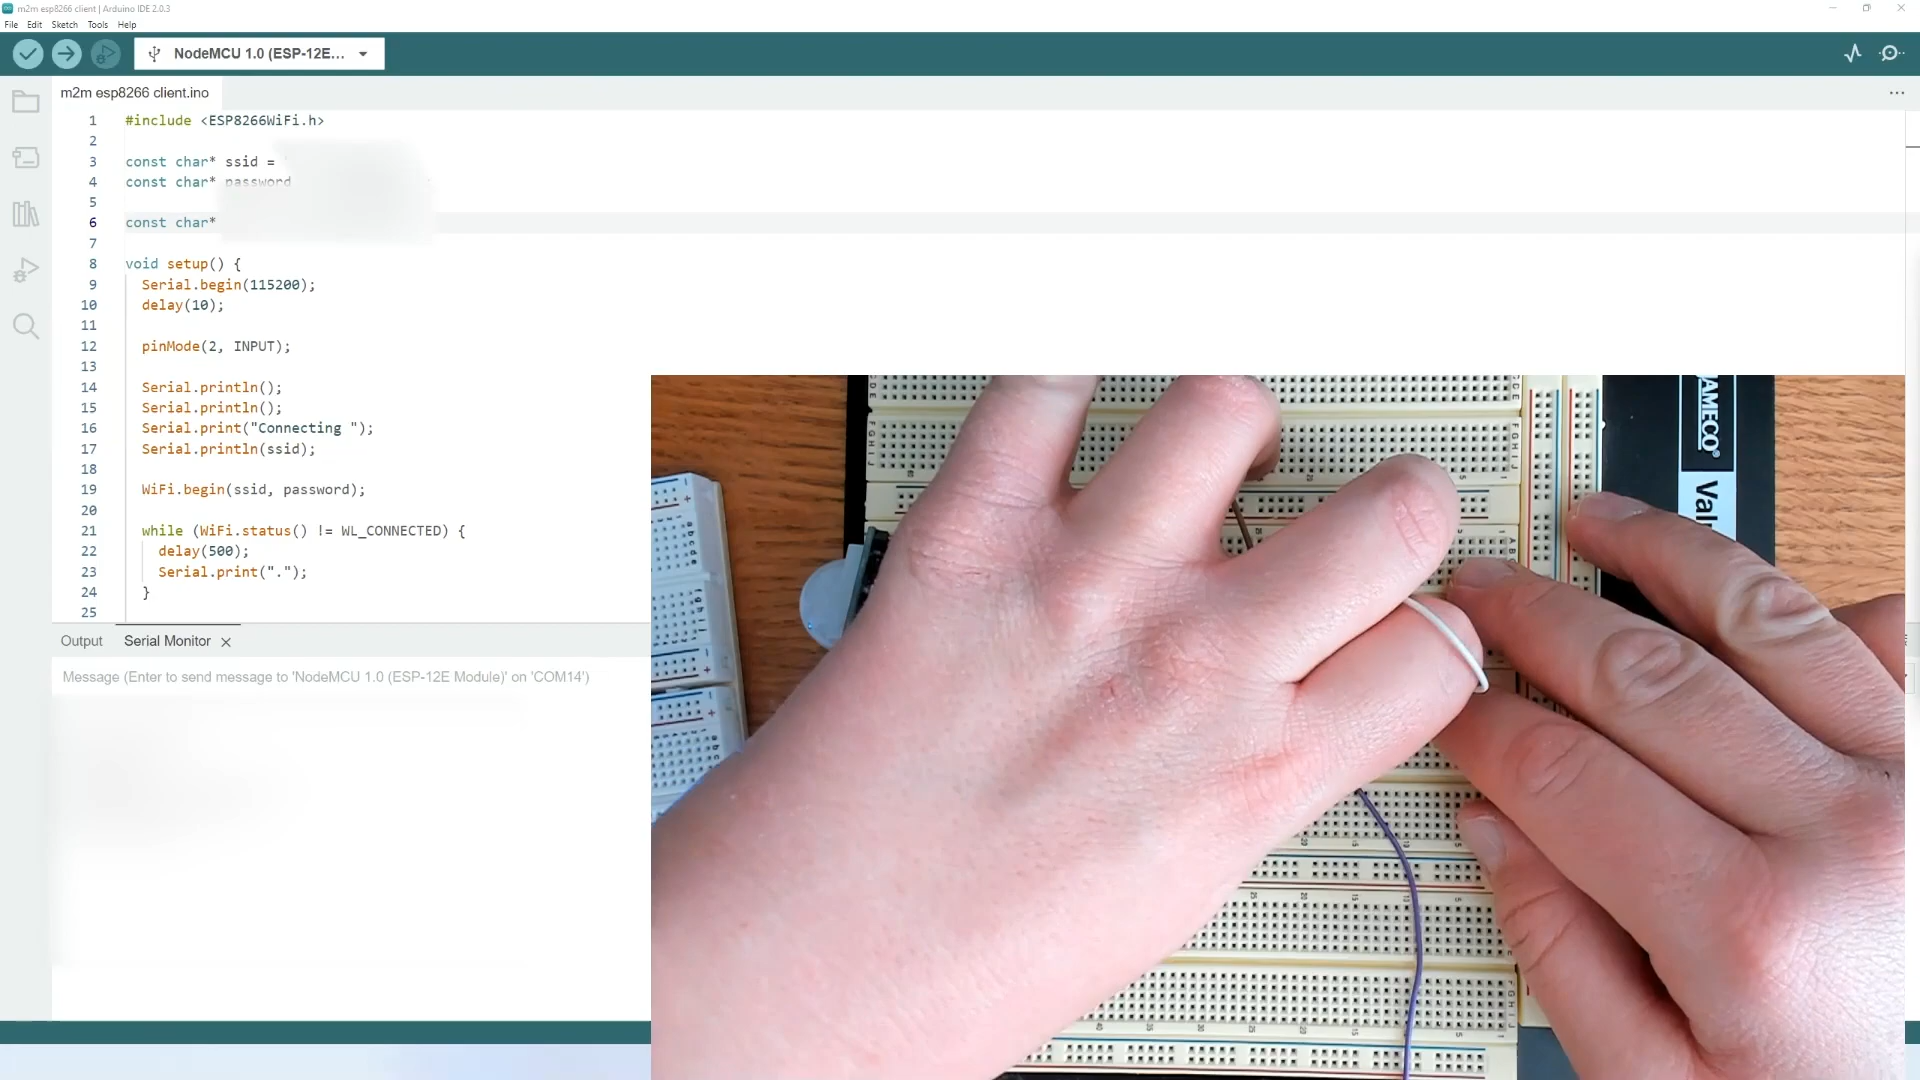 m2m esp8266 client | Arduino IDE 2.0.3
File Edit Sketch Tools Help
NodeMCU 1.0 (ESP-12E...
m2m esp8266 client.ino
1 #include <ESP8266WiFi.h>
2
3 const char* ssid =
4 const char* password
5
6 const char*
7
8 void setup() {
9 Serial.begin(115200);
10 delay(10);
11
12 pinMode(2, INPUT);
13
14 Serial.println();
15 Serial.println();
16 Serial.print("Connecting ");
17 Serial.println(ssid);
18
19 WiFi.begin(ssid, password);
20
21 while (WiFi.status() != WL_CONNECTED) {
22 delay(500);
23 Serial.print(".");
24 }
25
Output Serial Monitor
Message (Enter to send message to 'NodeMCU 1.0 (ESP-12E Module)' on 'COM14')